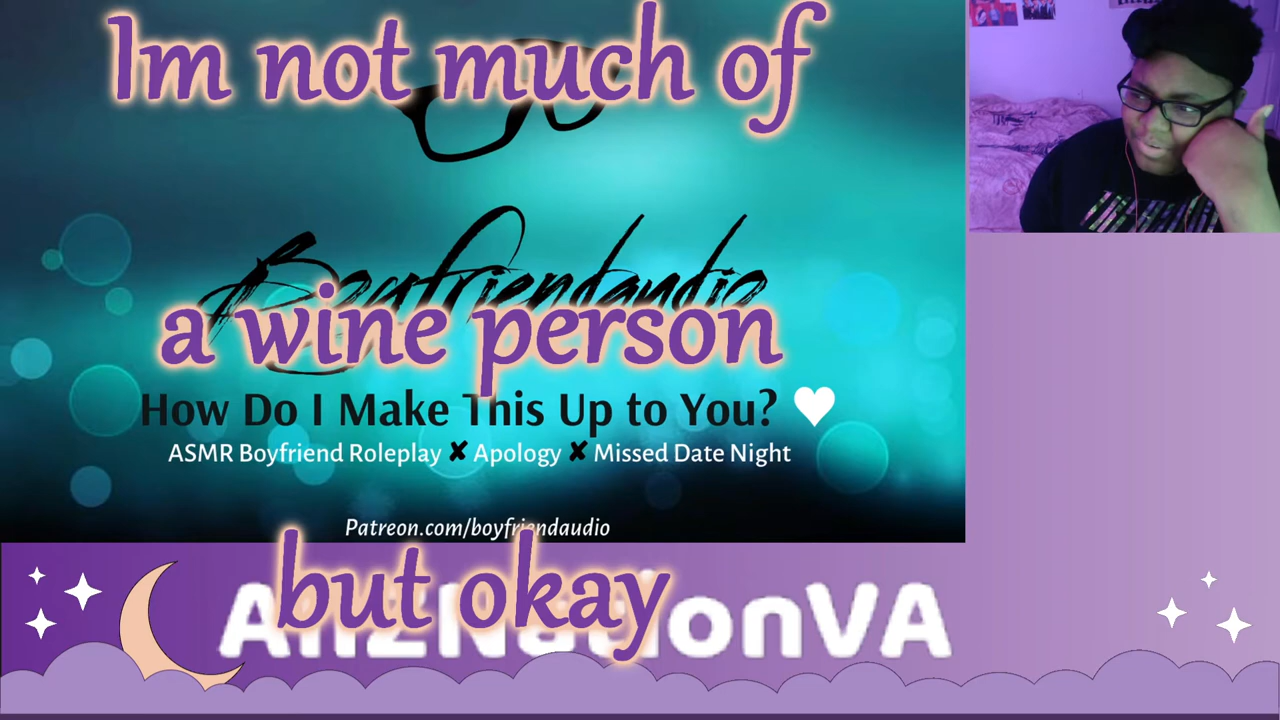 Im not much of
Boyfriendaudio
a wine person
How Do I Make This Up to You?
ASMR Boyfriend Roleplay ✘ Apology ✘ Missed Date Night
Patreon.com/boyfriendaudio
but okay